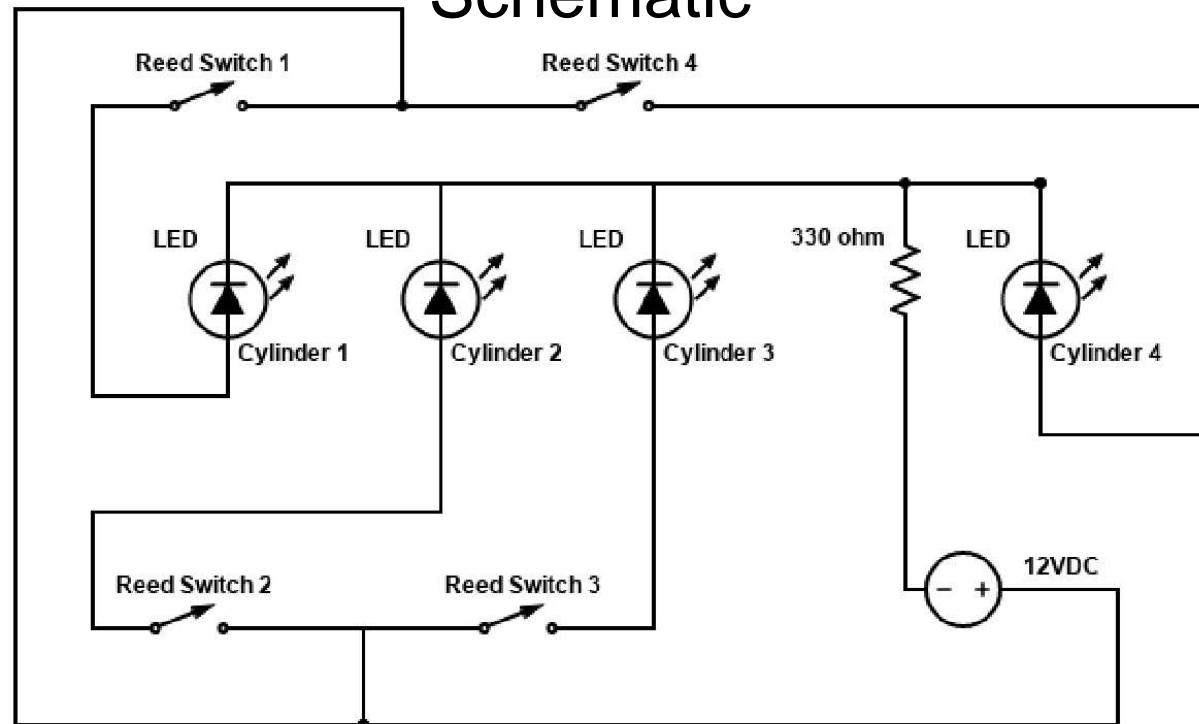 Schematic
Reed Switch 1
Reed Switch 4
LED
LED
LED
330 ohm
LED
Cylinder 1
Cylinder 2
Cylinder 3
Cylinder 4
Reed Switch 2
Reed Switch 3
12VDC
− +